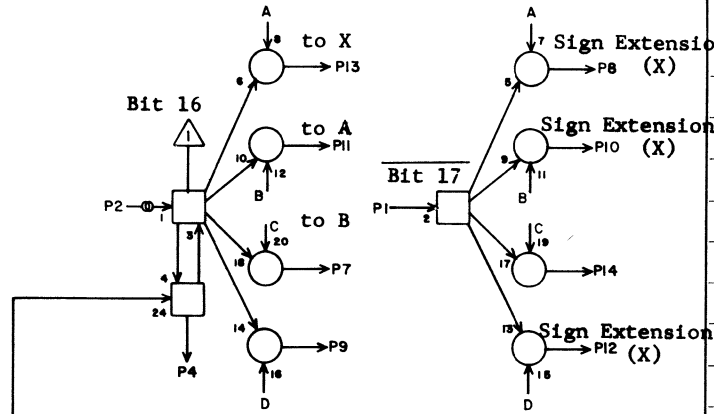 A
8
to X
P13
6
Bit 16
1
to A
P11
10
12
B
P2
1
3
to B
C
20
18
P7
4
24
14
P9
16
P4
D
A
7
Sign Extensio
P8
(X)
5
Sign Extension
P10
(X)
9
11
Bit 17
B
P1
2
C
19
17
P14
13
Sign Extension
P12
(X)
15
D